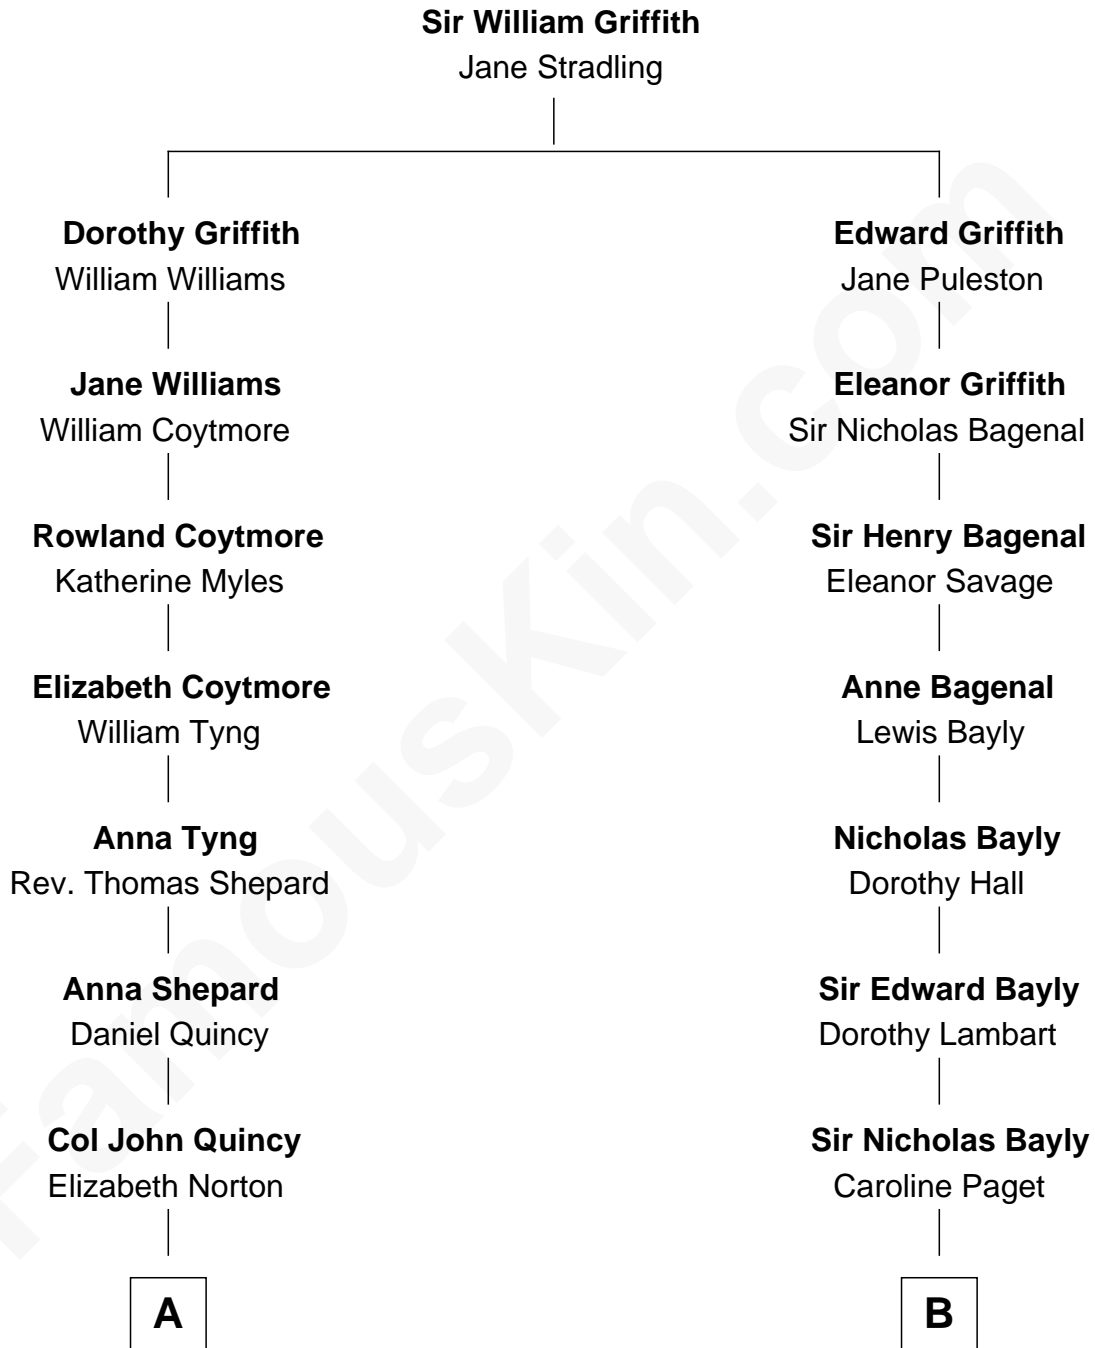 Sir William Griffith
Jane Stradling
Dorothy Griffith
William Williams
Edward Griffith
Jane Puleston
Jane Williams
William Coytmore
Eleanor Griffith
Sir Nicholas Bagenal
Rowland Coytmore
Katherine Myles
Sir Henry Bagenal
Eleanor Savage
Elizabeth Coytmore
William Tyng
Anne Bagenal
Lewis Bayly
Anna Tyng
Rev. Thomas Shepard
Nicholas Bayly
Dorothy Hall
Anna Shepard
Daniel Quincy
Sir Edward Bayly
Dorothy Lambart
Col John Quincy
Elizabeth Norton
Sir Nicholas Bayly
Caroline Paget
A
B
FamousKin.com